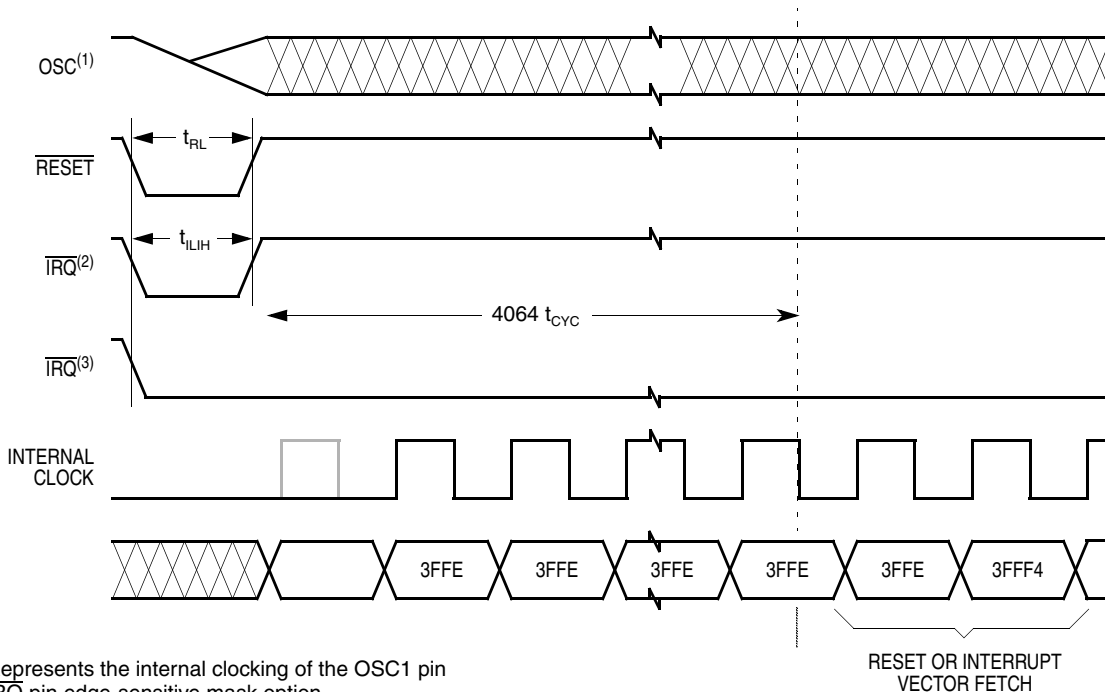 OSC(1)
tRL
RESET
tILIH
IRQ(2)
4064 tCYC
IRQ(3)
INTERNAL
CLOCK
3FFE 3FFE 3FFE 3FFE 3FFE 3FFF4
RESET OR INTERRUPT
VECTOR FETCH
epresents the internal clocking of the OSC1 pin
pin edge-sensitive mask option